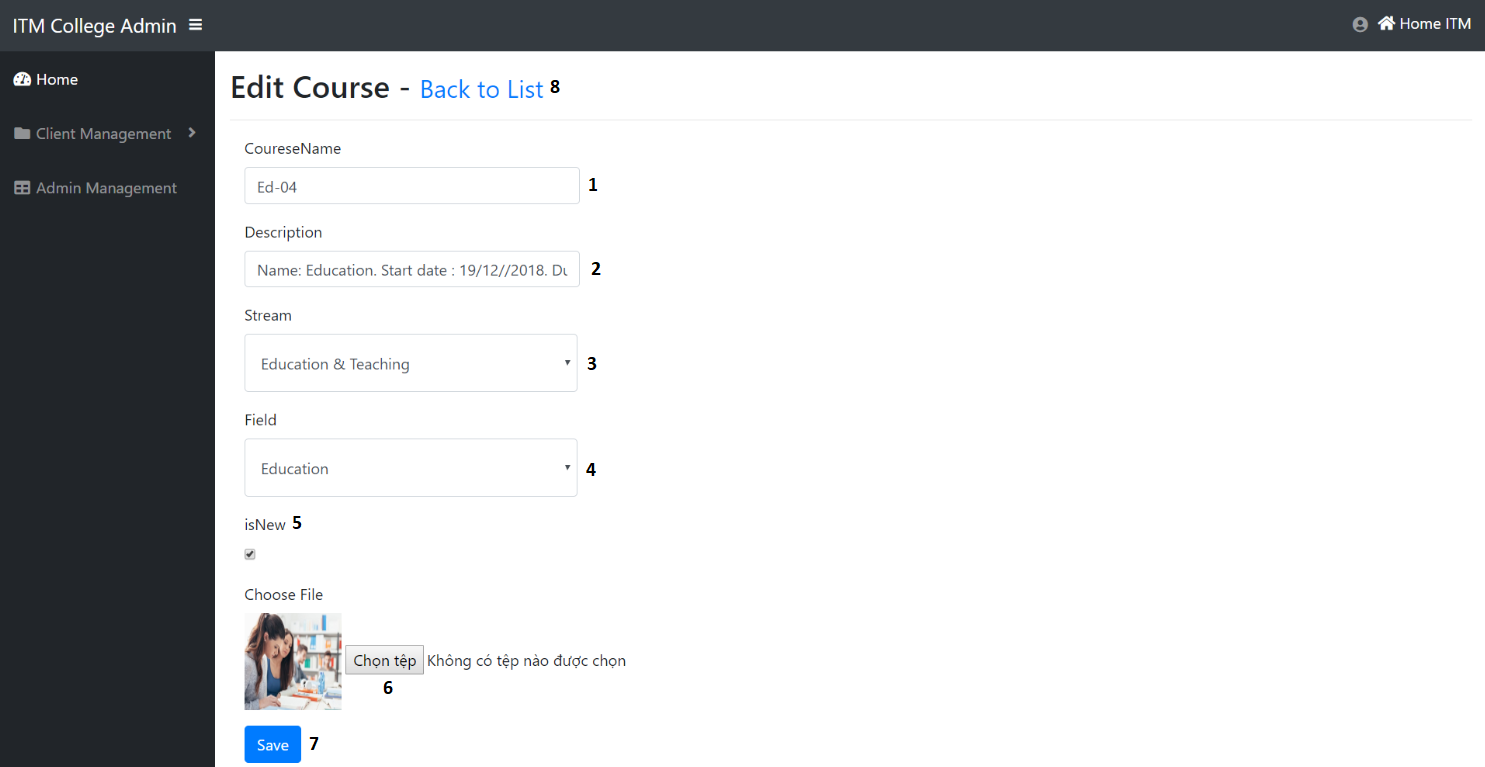 ITM College Admin
Home ITM
Home
Client Management
Admin Management
Edit Course - Back to List 8
CoureseName
Ed-04 1
Description
Name: Education. Start date : 19/12//2018. Du 2
Stream
Education & Teaching 3
Field
Education 4
isNew 5
Choose File
Chọn tệp Không có tệp nào được chọn
6
Save 7